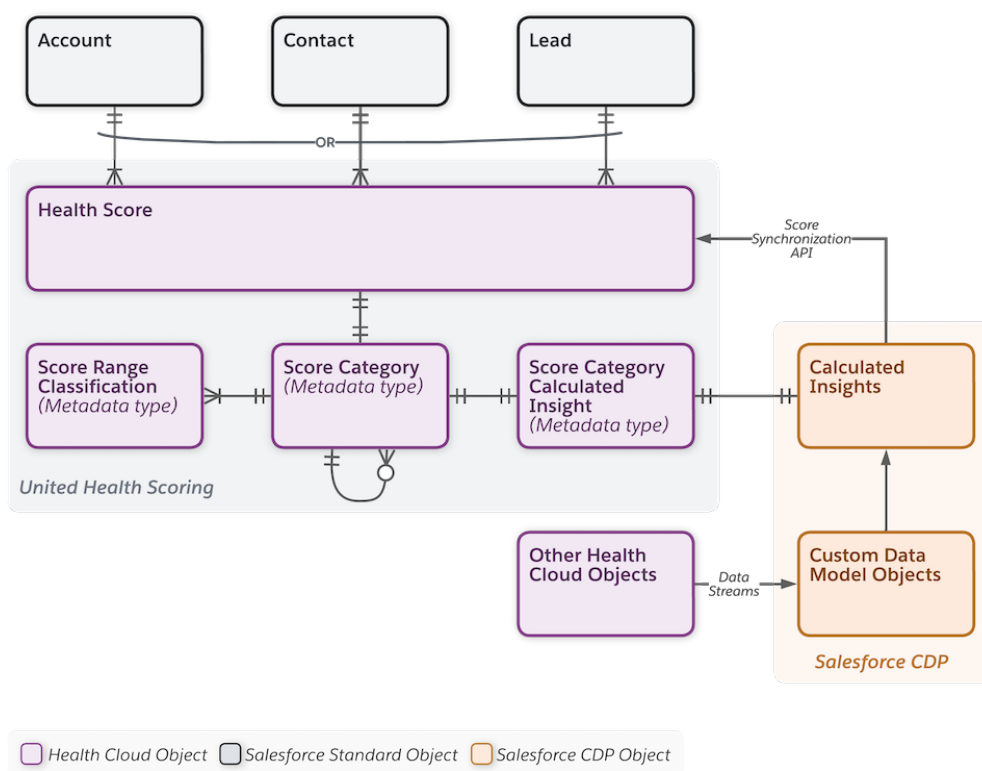 Account
Contact
Lead
OR
Health Score
Score
Synchronization
API
Score Range
Classification
(Metadata type)
Score Category
(Metadata type)
Score Category
Calculated
Insight
(Metadata type)
Calculated
Insights
United Health Scoring
Other Health
Cloud Objects
Data
Streams
Custom Data
Model Objects
Salesforce CDP
Health Cloud Object
Salesforce Standard Object
Salesforce CDP Object